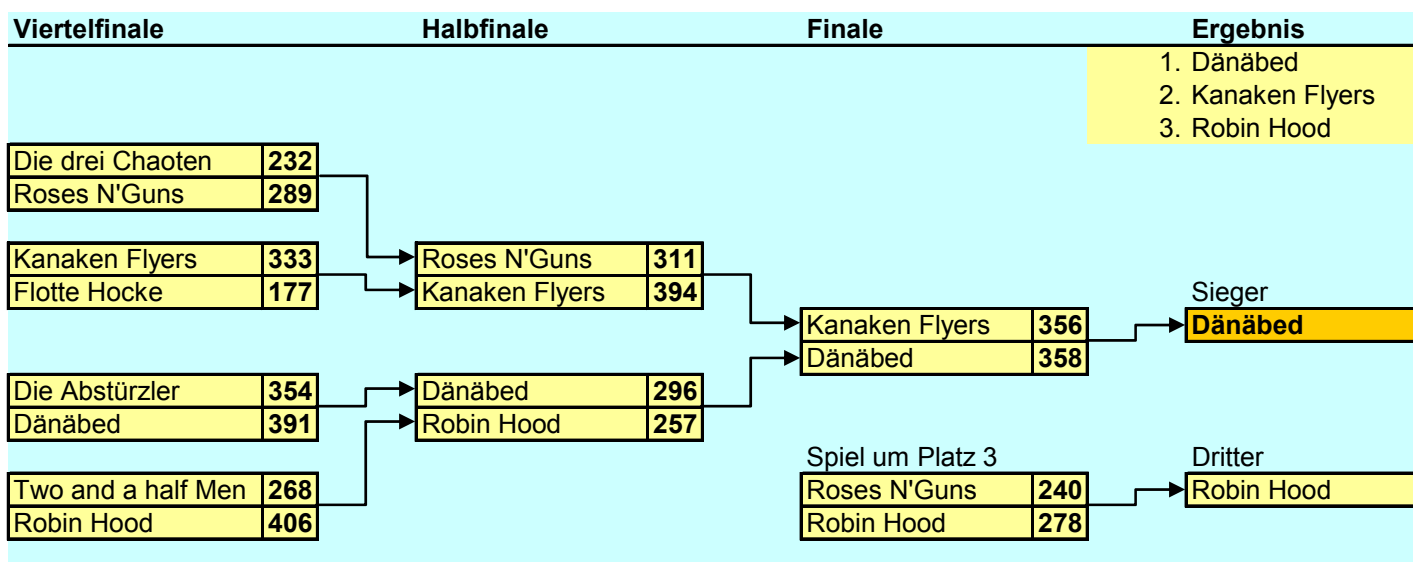 Viertelfinale Halbfinale Finale Ergebnis
1. Dänäbed
2. Kanaken Flyers
3. Robin Hood
Die drei Chaoten 232
Roses N'Guns 289
Kanaken Flyers 333 Roses N'Guns 311
Flotte Hocke 177 Kanaken Flyers 394 Sieger
Kanaken Flyers 356 Dänäbed
Dänäbed 358
Die Abstürzler 354 Dänäbed 296
Dänäbed 391 Robin Hood 257
Spiel um Platz 3 Dritter
Two and a half Men 268 Roses N'Guns 240 Robin Hood
Robin Hood 406 Robin Hood 278